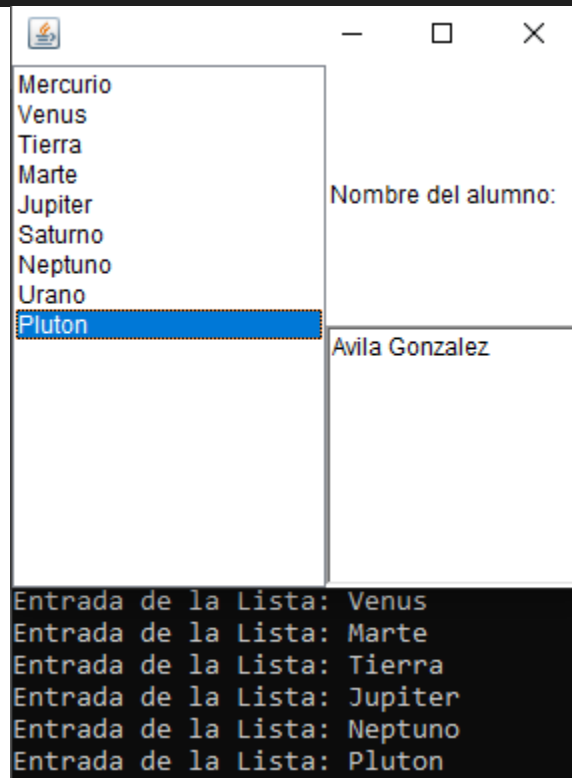 Mercurio
Venus
Tierra
Marte
Jupiter
Saturno
Neptuno
Urano
Pluton
Nombre del alumno:
Avila Gonzalez
Entrada de la Lista: Venus
Entrada de la Lista: Marte
Entrada de la Lista: Tierra
Entrada de la Lista: Jupiter
Entrada de la Lista: Neptuno
Entrada de la Lista: Pluton